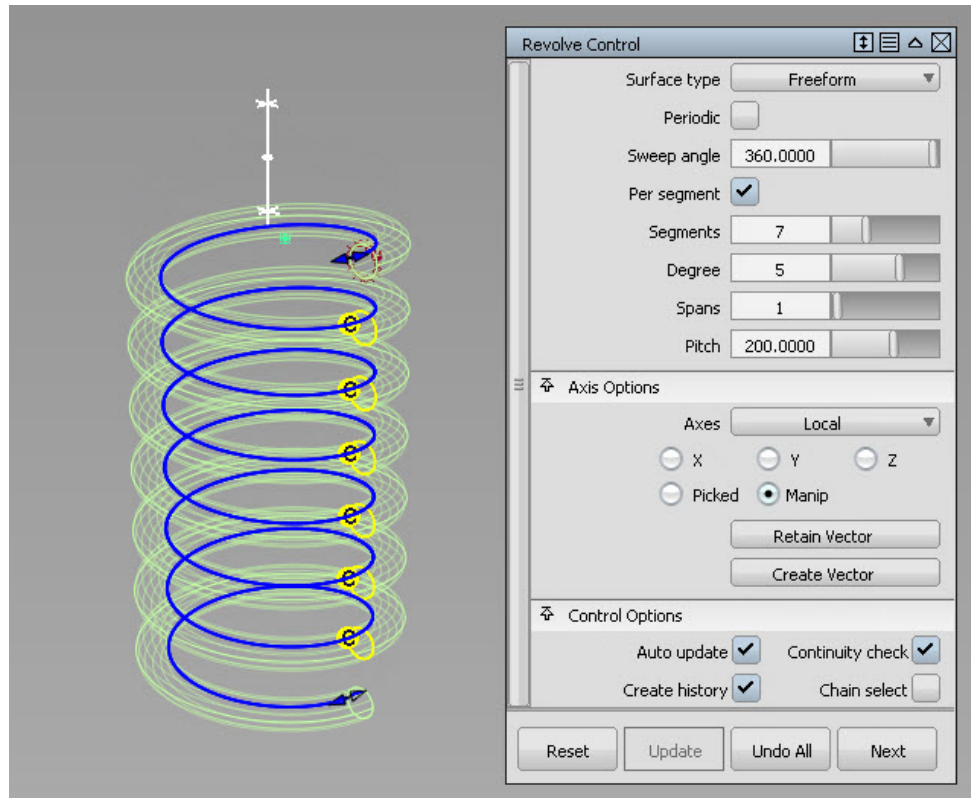 Revolve Control
Surface type Freeform
Periodic
Sweep angle 360.0000
Per segment
Segments 7
Degree 5
Spans 1
Pitch 200.0000
Axis Options
Axes Local
X Y Z
Picked Manip
Retain Vector
Create Vector
Control Options
Auto update Continuity check
Create history Chain select
Reset Update Undo All Next
C
C
C
C
C
C